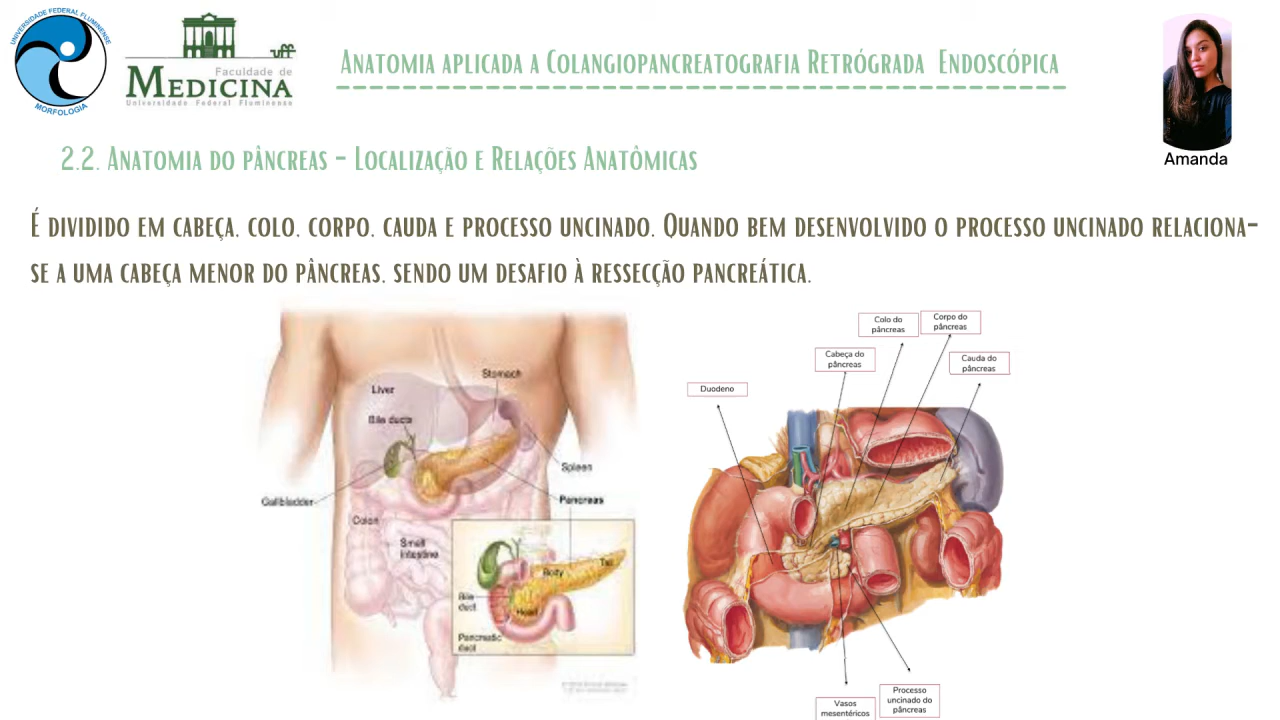 UNIVERSIDADE FEDERAL FLUMINENSE
MORFOLOGIA
uff
Faculdade de
MEDICINA
Universidade Federal Fluminense
Anatomia aplicada a Colangiopancreatografia Retrógrada Endoscópica
Amanda
2.2. Anatomia do pâncreas - Localização e Relações Anatômicas
É dividido em cabeça, colo, corpo, cauda e processo uncinado. Quando bem desenvolvido o processo uncinado relaciona-
se a uma cabeça menor do pâncreas, sendo um desafio à ressecção pancreática.
Stomach
Liver
Bile ducts
Spleen
Pancreas
Gallbladder
Colon
Small
intestine
Tail
Body
Bile
duct
Head
Pancreatic
duct
Colo do
pâncreas
Corpo do
pâncreas
Cabeça do
pâncreas
Cauda do
pâncreas
Duodeno
Processo
uncinado do
pâncreas
Vasos
mesentéricos